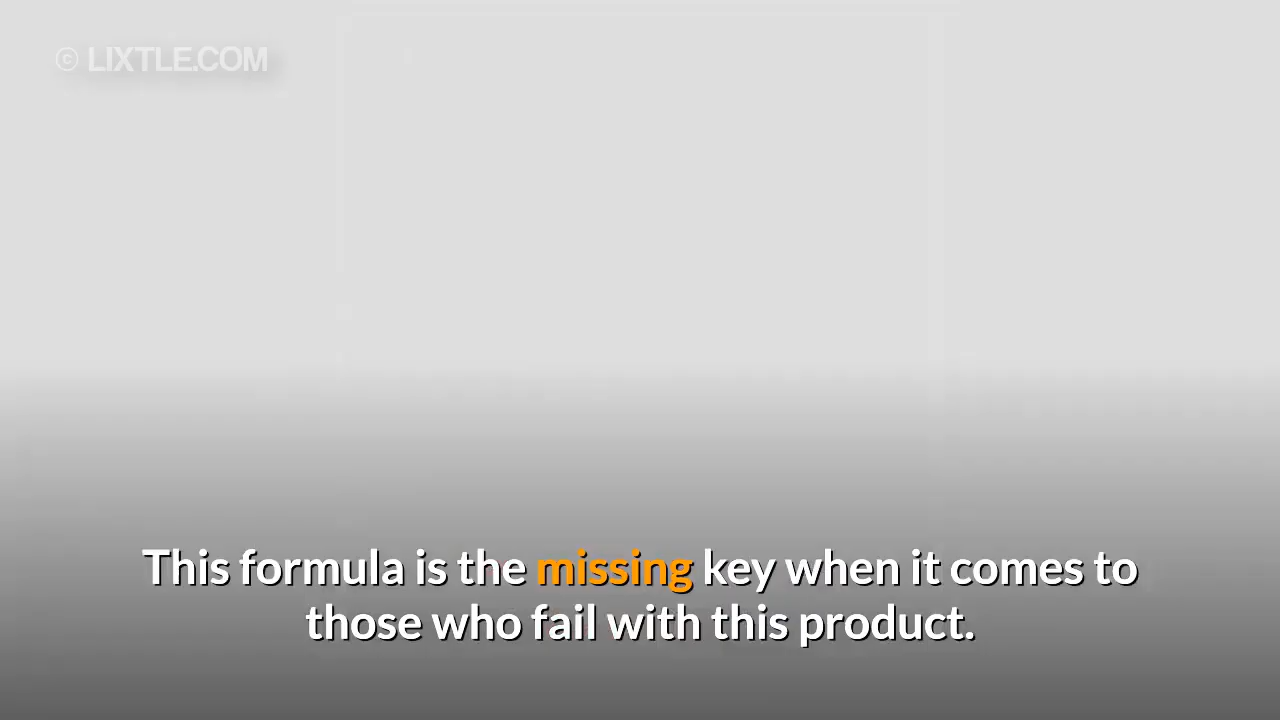 © LIXTLE.COM
This formula is the missing key when it comes to
those who fail with this product.